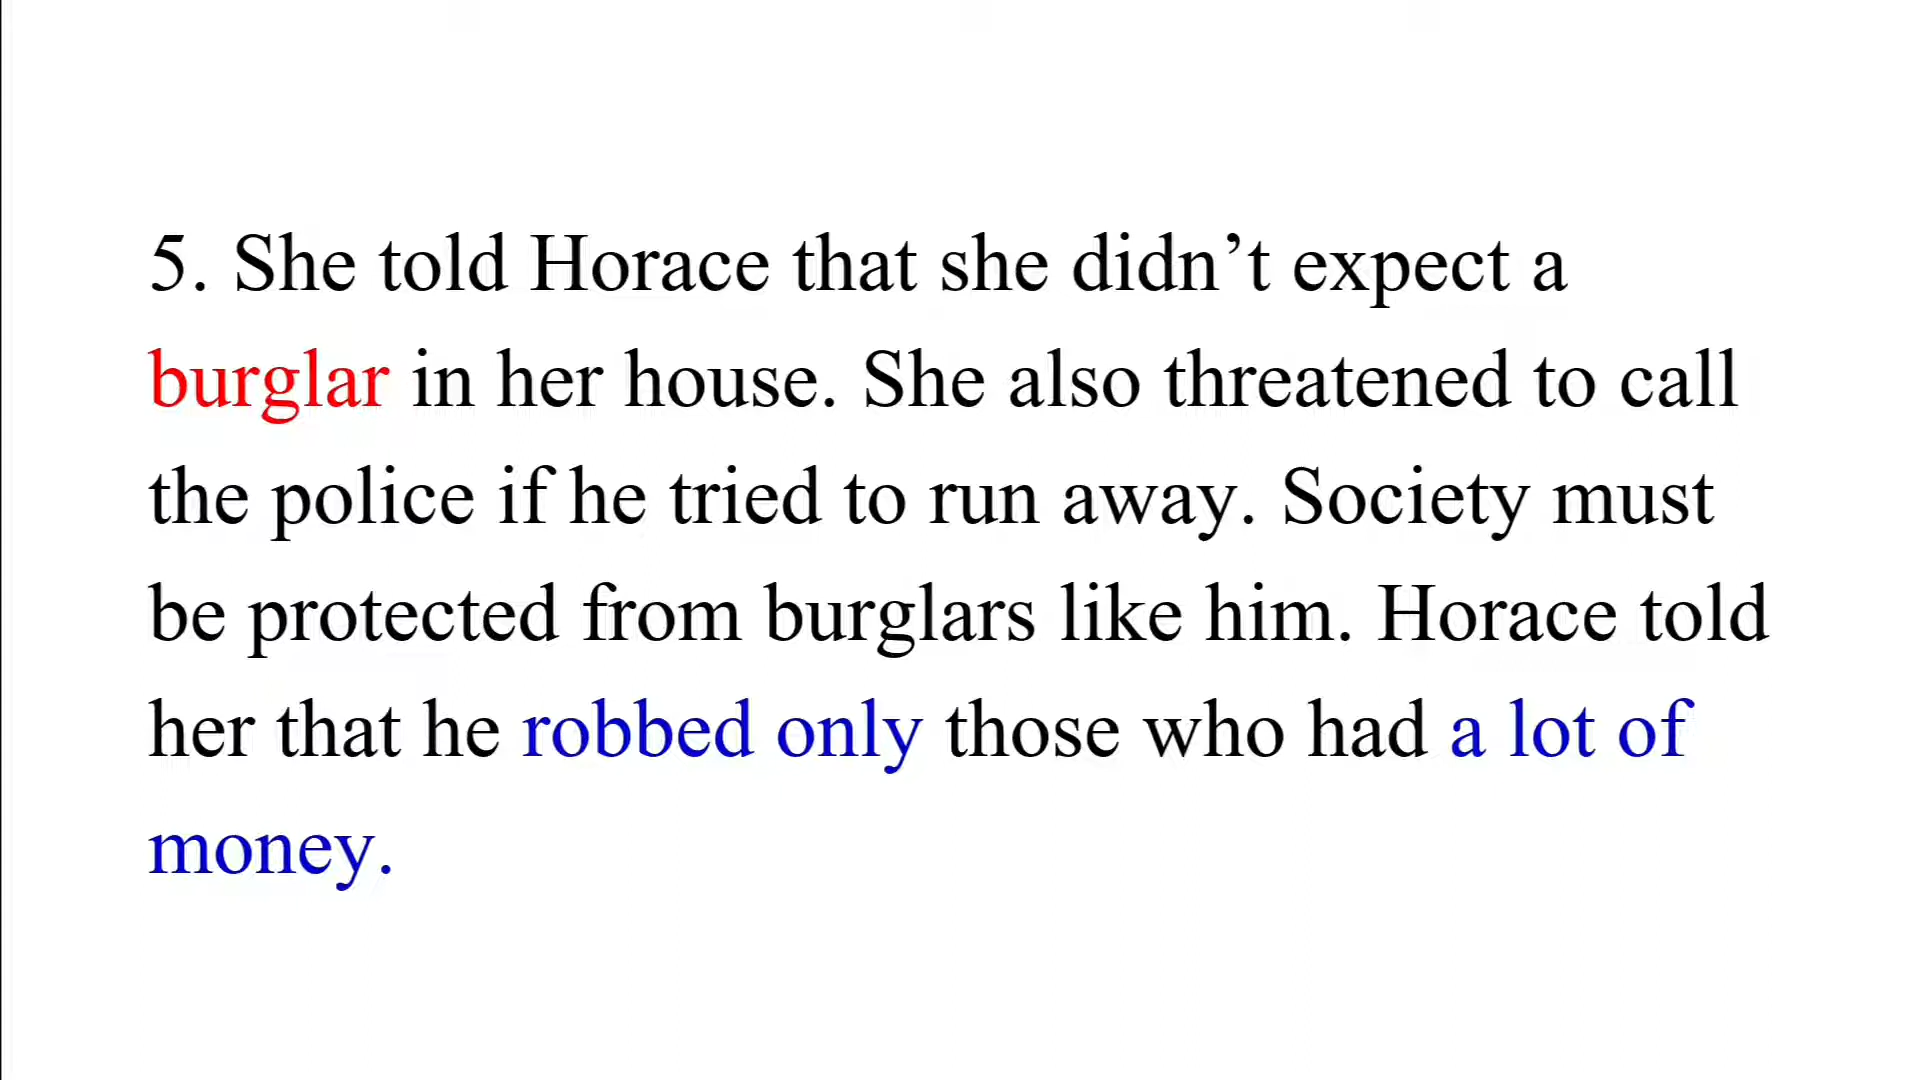 5. She told Horace that she didn’t expect a
burglar in her house. She also threatened to call
the police if he tried to run away. Society must
be protected from burglars like him. Horace told
her that he robbed only those who had a lot of
money.